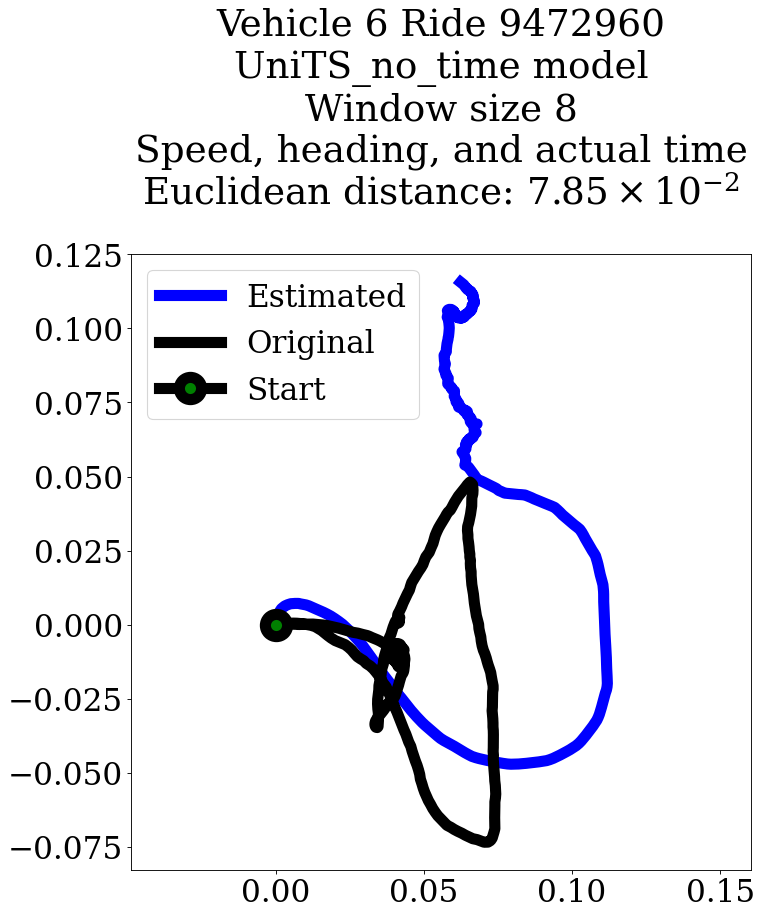 Vehicle 6 Ride 9472960
UniTS_no_time model
Window size 8
Speed, heading, and actual time
Euclidean distance: 7.85 × 10⁻²
0.125
0.100
0.075
0.050
0.025
0.000
−0.025
−0.050
−0.075
Estimated
Original
Start
0.00 0.05 0.10 0.15